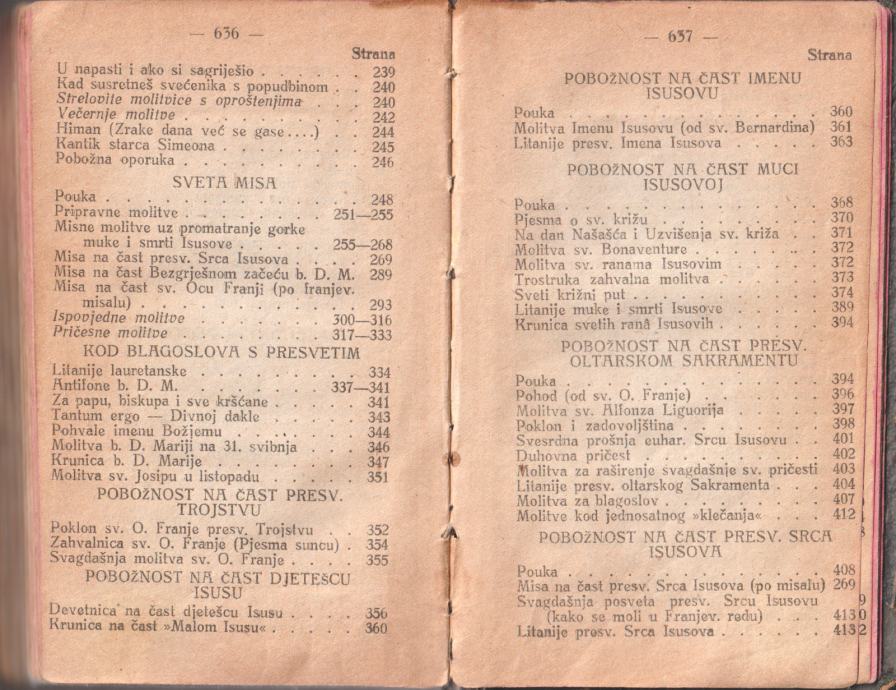 — 636 —
Strana
U napasti i ako si sagriješio . . . . . . 239
Kad susretneš svećenika s popudbinom . . 240
Strelovite molitvice s oproštenjima . . . . 240
Večernje molitve . . . . . . . . . . . 242
Himan (Zrake dana već se gase....) . . . 244
Kantik starca Simeona . . . . . . . . . 245
Pobožna oporuka . . . . . . . . . . . 246
SVETA MISA
Pouka . . . . . . . . . . . . . . . . 248
Pripravne molitve . . . . . . . . 251—255
Misne molitve uz promatranje gorke
muke i smrti Isusove . . . . . 255—268
Misa na čast presv. Srca Isusova . . . . 269
Misa na čast Bezgrješnom začeću b. D. M. 289
Misa na čast sv. Ocu Franji (po franjev.
misalu) . . . . . . . . . . . . . 293
Ispovjedne molitve . . . . . . . 300—316
Pričesne molitve . . . . . . . . 317—333
KOD BLAGOSLOVA S PRESVETIM
Litanije lauretanske . . . . . . . . . . 334
Antifone b. D. M. . . . . . . . . 337—341
Za papu, biskupa i sve kršćane . . . . . 341
Tantum ergo — Divnoj dakle . . . . . . 343
Pohvale imenu Božjemu . . . . . . . . 344
Molitva b. D. Mariji na 31. svibnja . . . 346
Krunica b. D. Marije . . . . . . . . . 347
Molitva sv. Josipu u listopadu . . . . . 351
POBOŽNOST NA ČAST PRESV.
TROJSTVU
Poklon sv. O. Franje presv. Trojstvu . . 352
Zahvalnica sv. O. Franje (Pjesma suncu) . 354
Svagdašnja molitva sv. O. Franje . . . . 355
POBOŽNOST NA ČAST DJETEŠCU
ISUSU
Devetnica na čast djetešcu Isusu . . . . 356
Krunica na čast »Malom Isusu« . . . . . 360
— 637 —
Strana
POBOŽNOST NA ČAST IMENU
ISUSOVU
Pouka . . . . . . . . . . . . . . . . 360
Molitva Imenu Isusovu (od sv. Bernardina) 361
Litanije presv. Imena Isusova . . . . . 363
POBOŽNOST NA ČAST MUCI
ISUSOVOJ
Pouka . . . . . . . . . . . . . . . . 368
Pjesma o sv. križu . . . . . . . . . . 370
Na dan Našašća i Uzvišenja sv. križa . . 371
Molitva sv. Bonaventure . . . . . . . . 372
Molitva sv. ranama Isusovim . . . . . . 372
Trostruka zahvalna molitva . . . . . . . 373
Sveti križni put . . . . . . . . . . . . 374
Litanije muke i smrti Isusove . . . . . . 389
Krunica svetih rana Isusovih . . . . . . 394
POBOŽNOST NA ČAST PRESV.
OLTARSKOM SAKRAMENTU
Pouka . . . . . . . . . . . . . . . . 394
Pohod (od sv. O. Franje) . . . . . . . . 396
Molitva sv. Alfonza Liguorija . . . . . . 397
Poklon i zadovoljština . . . . . . . . . 398
Svesrdna prošnja euhar. Srcu Isusovu . . 401
Duhovna pričest . . . . . . . . . . . . 402
Molitva za raširenje svagdašnje sv. pričesti 403
Litanije presv. oltarskog Sakramenta . . . 404
Molitva za blagoslov . . . . . . . . . . 407
Molitve kod jednosatnog »klečanja« . . . 412
POBOŽNOST NA ČAST PRESV. SRCA
ISUSOVA
Pouka . . . . . . . . . . . . . . . . 408
Misa na čast presv. Srca Isusova (po misalu) 269
Svagdašnja posveta presv. Srcu Isusovu
(kako se moli u Franjev. redu) . . . . 413
Litanije presv. Srca Isusova . . . . . . 413